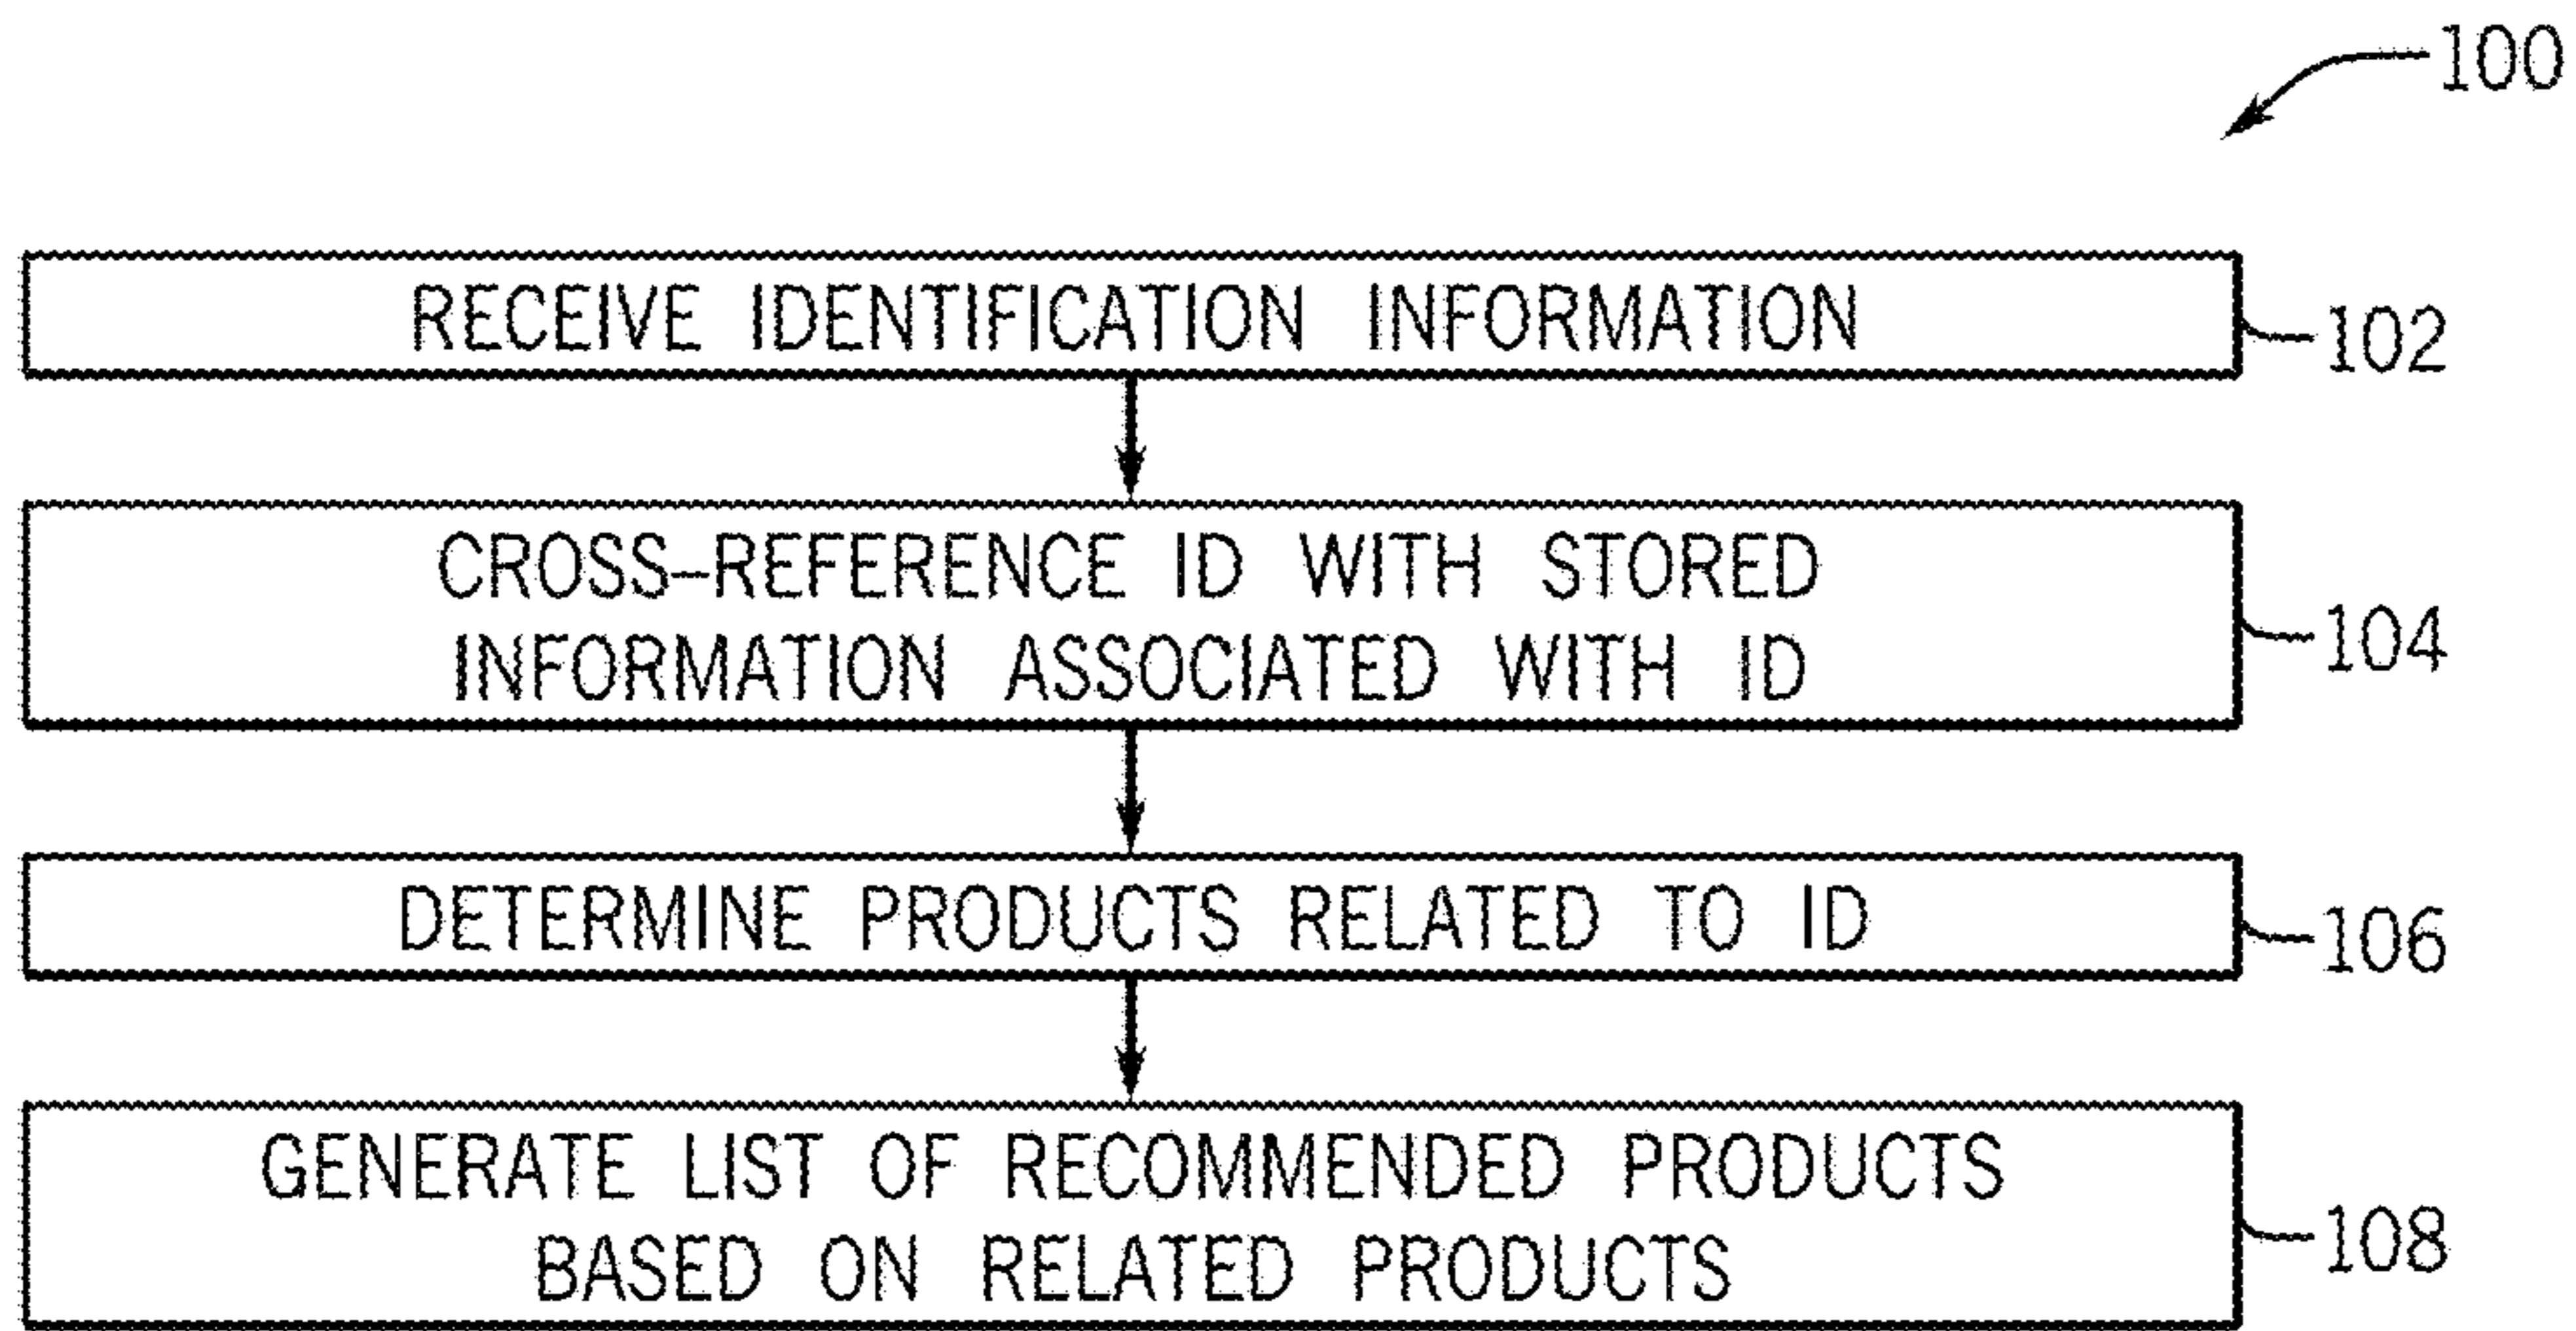 100
RECEIVE IDENTIFICATION INFORMATION
102
CROSS-REFERENCE ID WITH STORED
INFORMATION ASSOCIATED WITH ID
104
DETERMINE PRODUCTS RELATED TO ID
106
GENERATE LIST OF RECOMMENDED PRODUCTS
BASED ON RELATED PRODUCTS
108